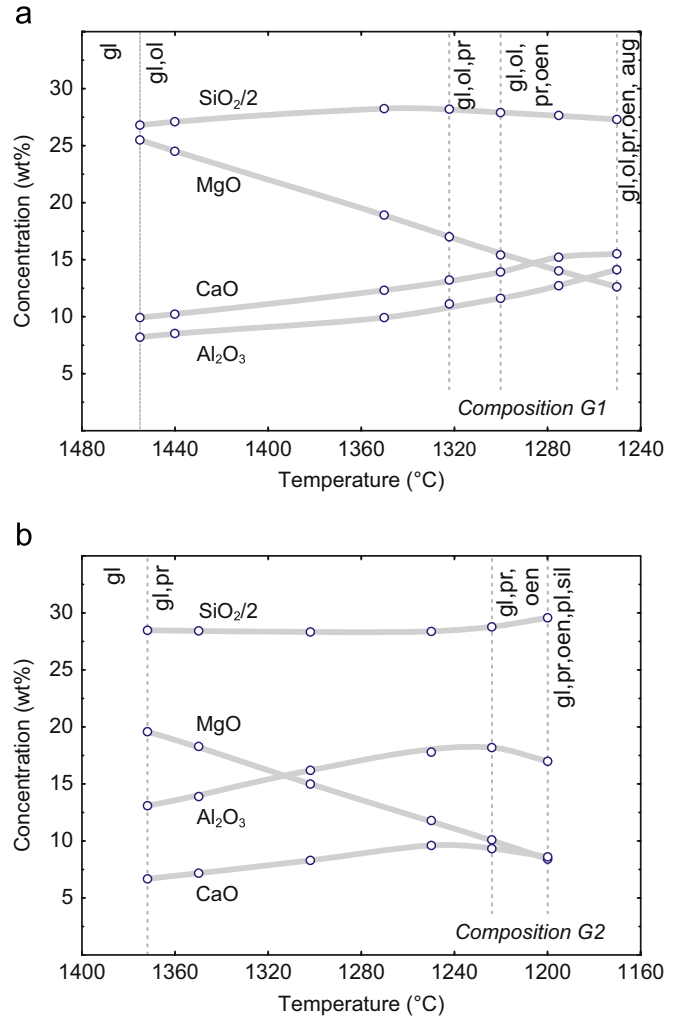 a
gl
gl,ol
gl,ol,pr
gl,ol,
pr,oen
gl,ol,pr,oen, aug
SiO₂/2
MgO
CaO
Al₂O₃
Composition G1
Concentration (wt%)
30
25
20
15
10
5
1480 1440 1400 1360 1320 1280 1240
Temperature (°C)
b
gl
gl,pr
gl,pr,
oen
gl,pr,oen,pl,sil
SiO₂/2
MgO
Al₂O₃
CaO
Composition G2
Concentration (wt%)
30
25
20
15
10
5
1400 1360 1320 1280 1240 1200 1160
Temperature (°C)